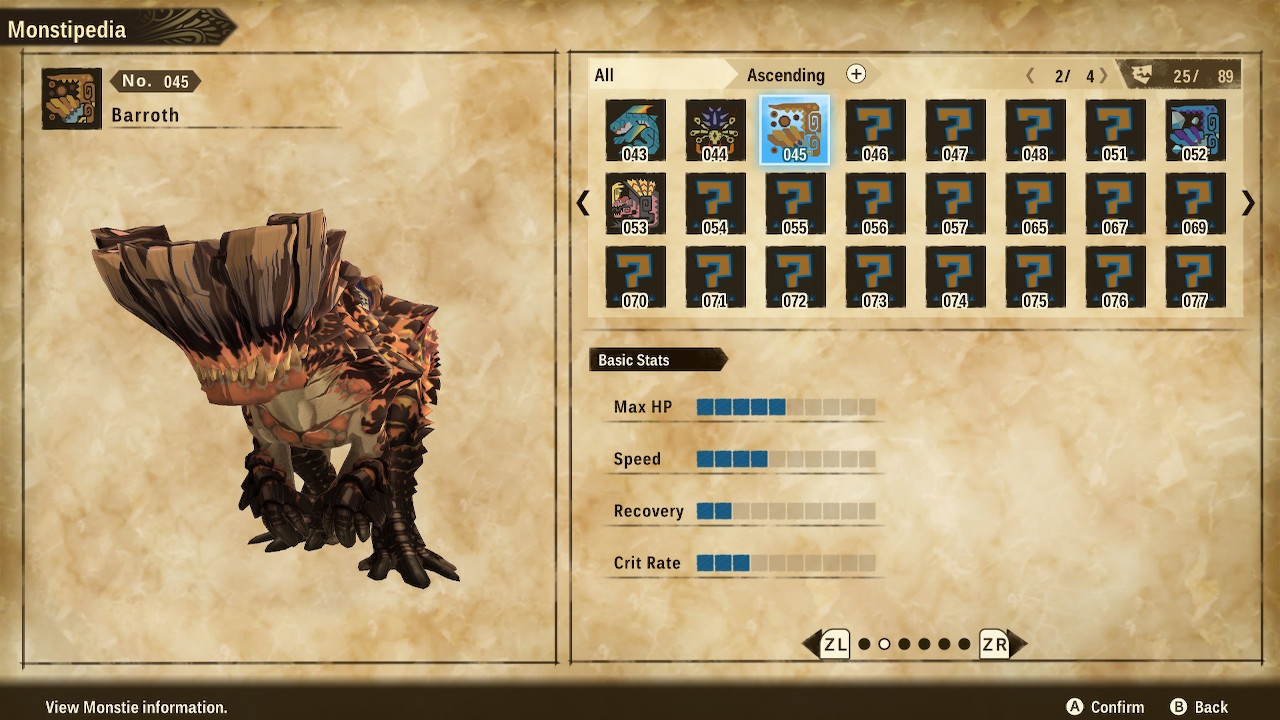 Monstipedia
No. 045
Barroth
All
Ascending
2/ 4
25/ 89
043 044 045 046 047 048 051 052
053 054 055 056 057 065 067 069
070 071 072 073 074 075 076 077
Basic Stats
Max HP
Speed
Recovery
Crit Rate
ZL ZR
View Monstie information.
A Confirm B Back